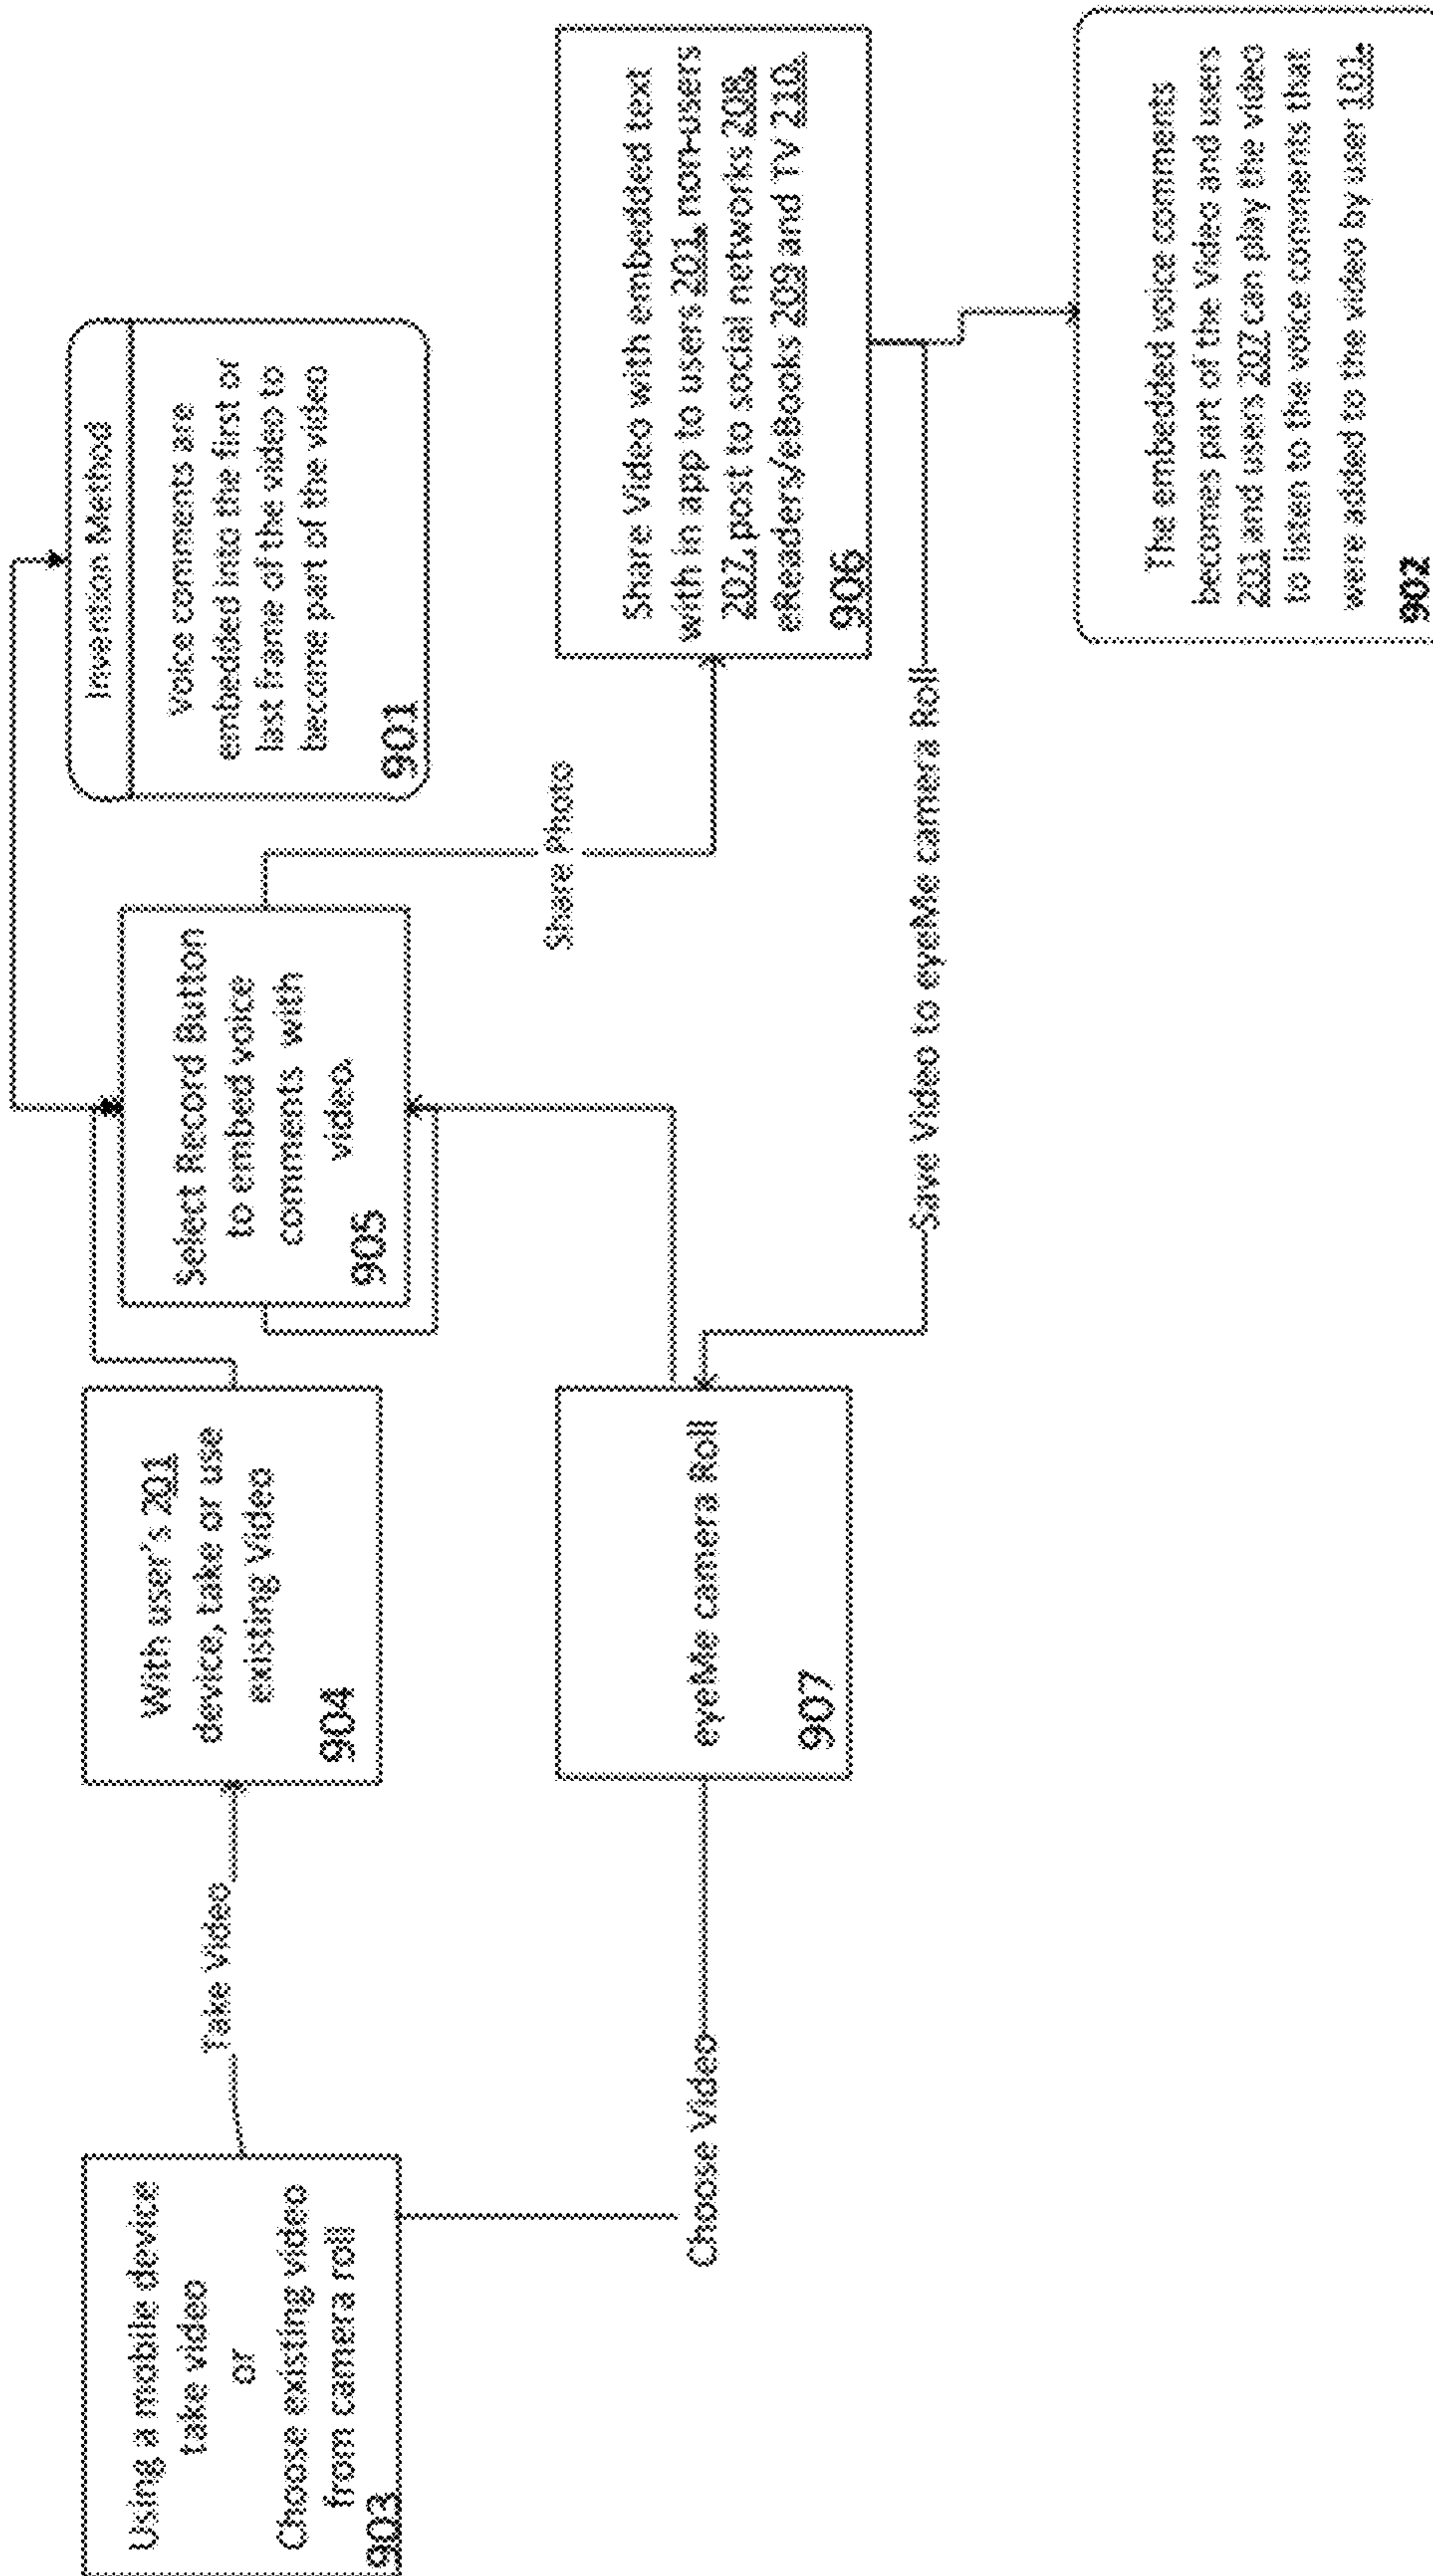 Using a mobile device
take video
or
Choose existing video
from camera roll
903
Take Video
With user's 201
device, take or use
existing Video
904
Select Record Button
to embed voice
comments with
video.
905
Invention Method
Voice comments are
embedded into the first or
last frame of the video to
become part of the video
901
Choose Video
eyeMe camera Roll
907
Share Photo
Share Video with embedded text
with in app to users 201, non-users
207, post to social networks 208,
eReaders/eBooks 209 and TV 210.
906
Save Video to eyeMe camera Roll
The embedded voice comments
becomes part of the Video and users
201 and users 207 can play the video
to listen to the voice comments that
were added to the video by user 101.
902